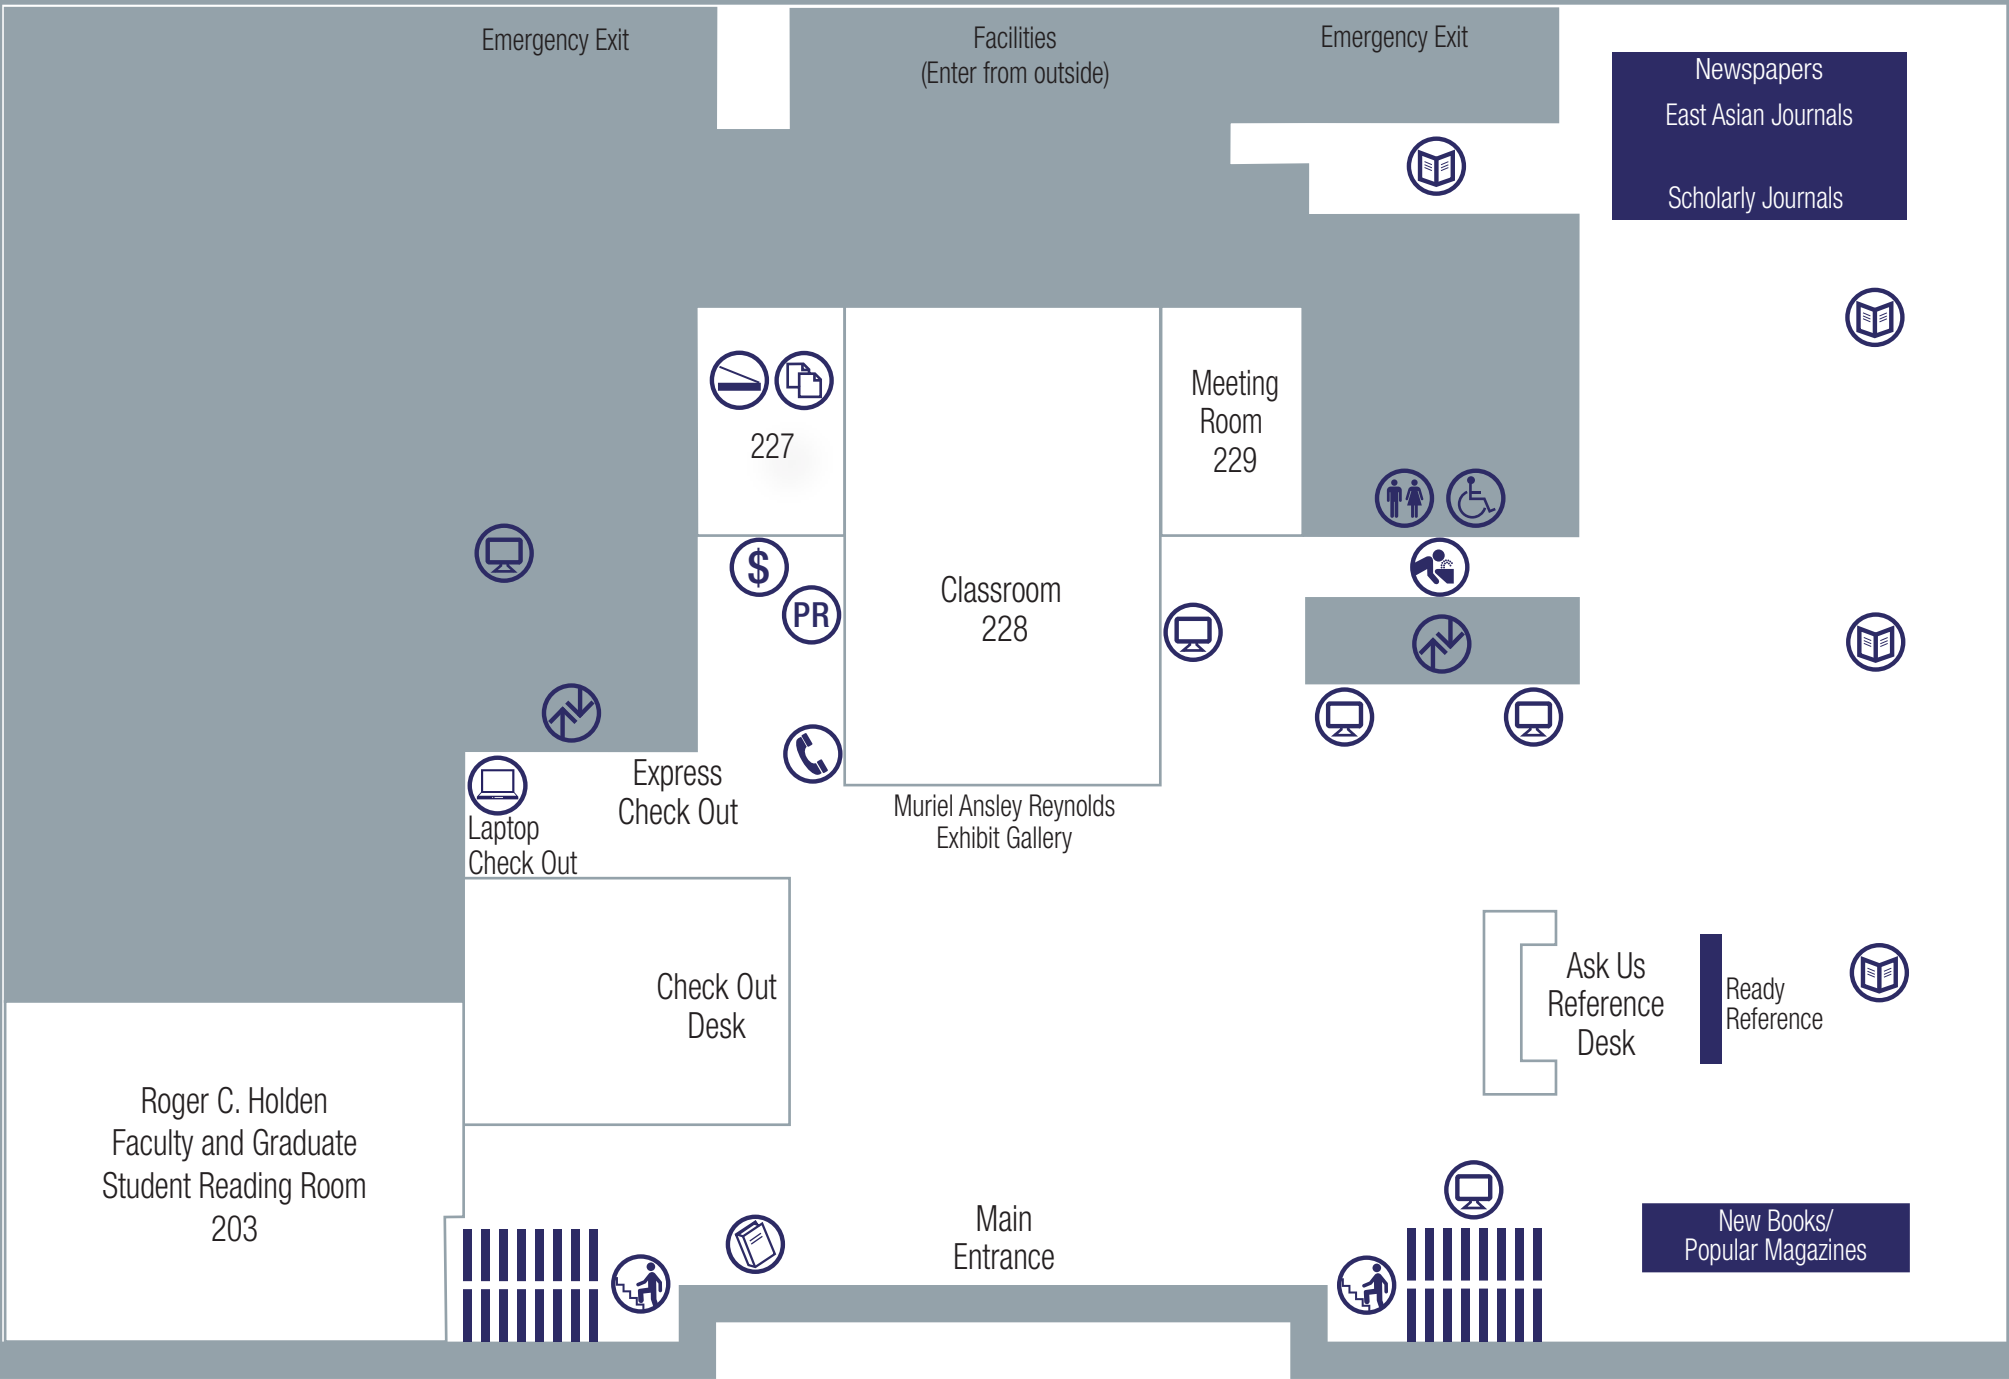 Emergency Exit
Facilities
(Enter from outside)
Emergency Exit
Newspapers
East Asian Journals
Scholarly Journals
227
Meeting
Room
229
$
PR
Classroom
228
Express
Check Out
Laptop
Check Out
Muriel Ansley Reynolds
Exhibit Gallery
Check Out
Desk
Ask Us
Reference
Desk
Ready
Reference
Roger C. Holden
Faculty and Graduate
Student Reading Room
203
Main
Entrance
New Books/
Popular Magazines